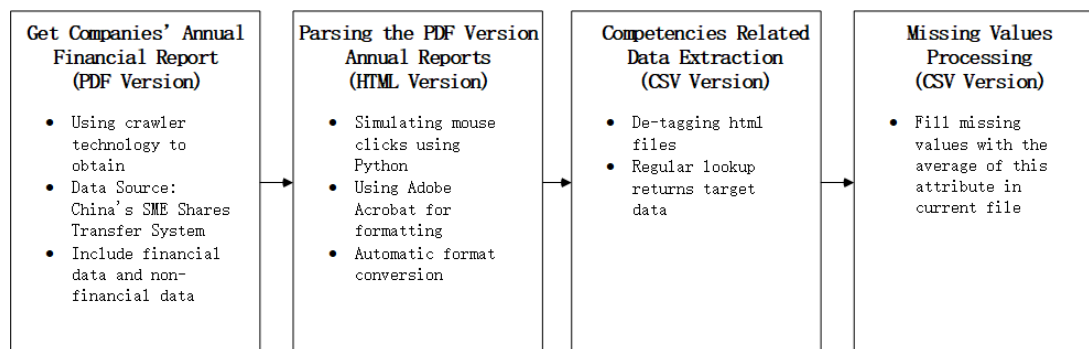 Get Companies' Annual
Financial Report
(PDF Version)
• Using crawler
technology to
obtain
• Data Source:
China's SME Shares
Transfer System
• Include financial
data and non-
financial data
Parsing the PDF Version
Annual Reports
(HTML Version)
• Simulating mouse
clicks using
Python
• Using Adobe
Acrobat for
formatting
• Automatic format
conversion
Competencies Related
Data Extraction
(CSV Version)
• De-tagging html
files
• Regular lookup
returns target
data
Missing Values
Processing
(CSV Version)
• Fill missing
values with the
average of this
attribute in
current file